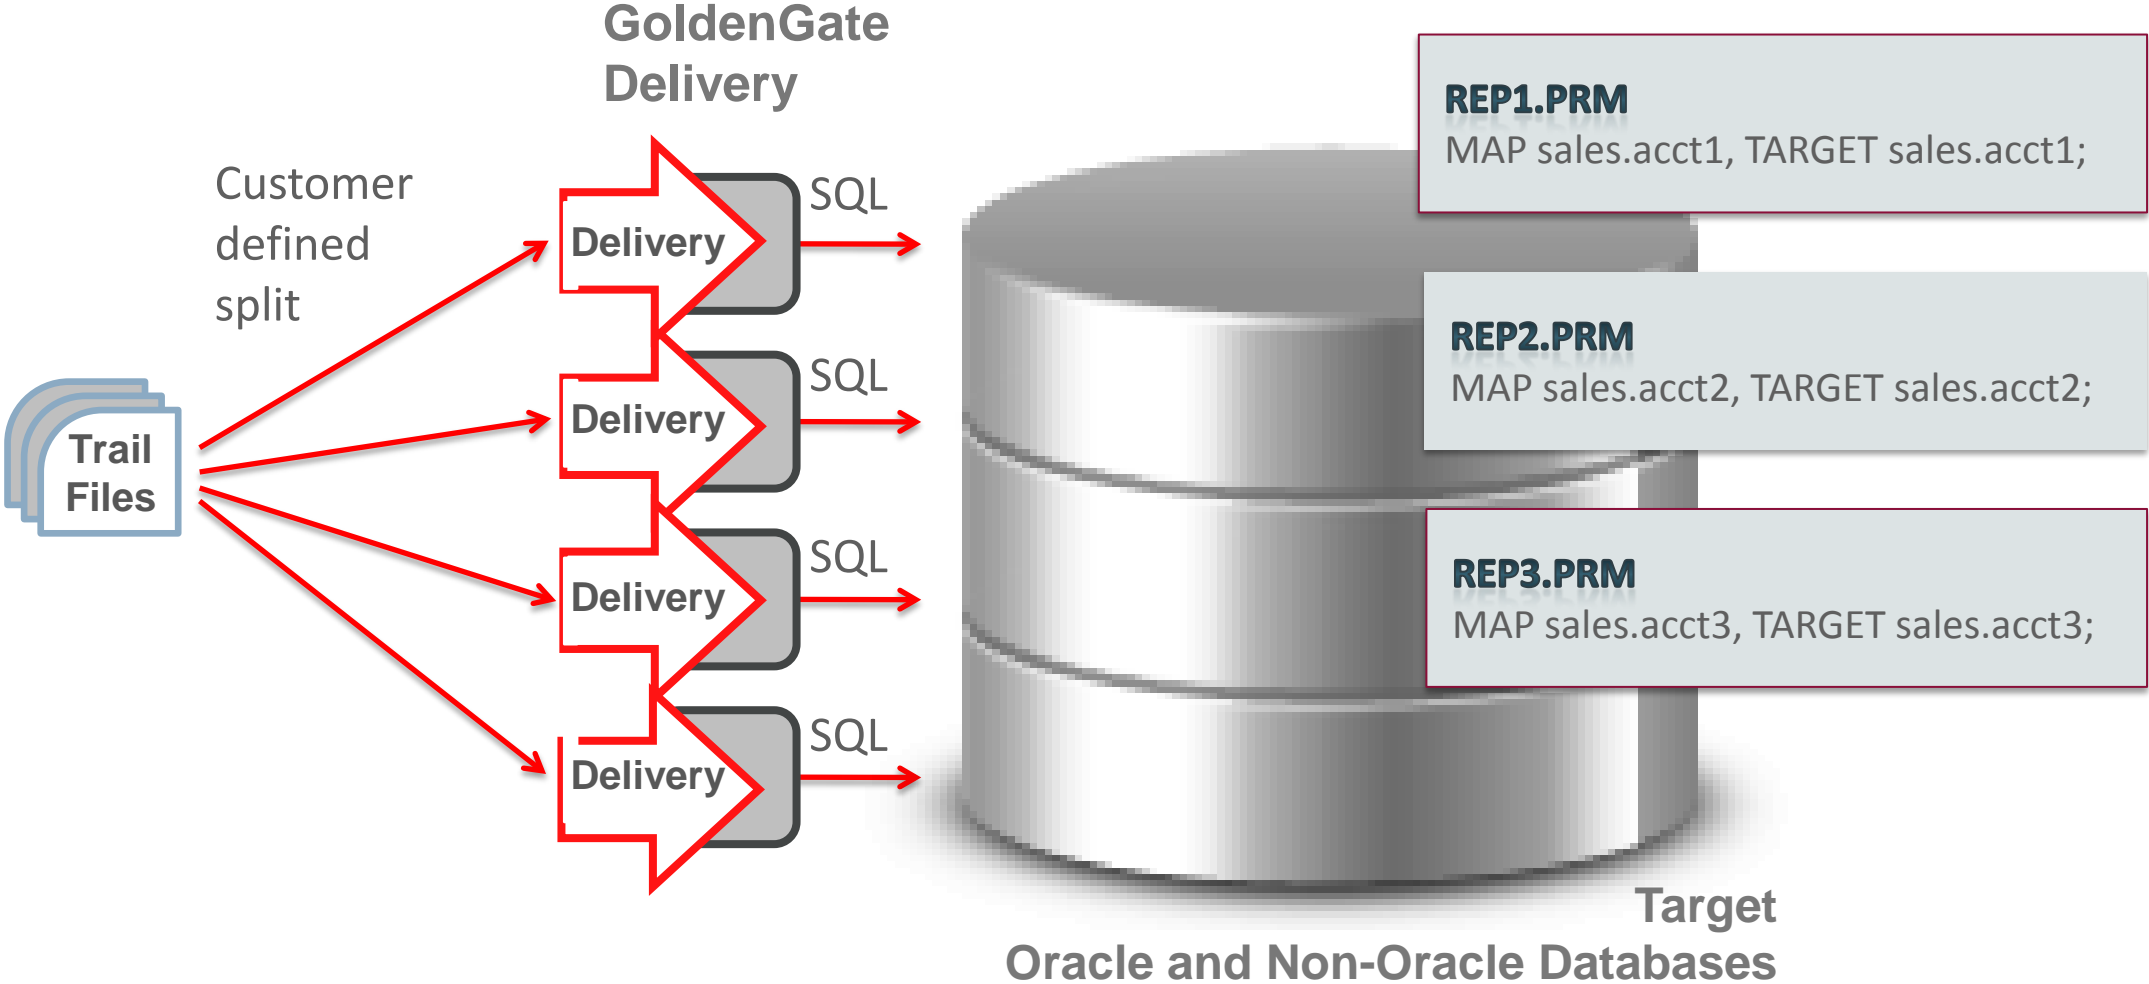 GoldenGate
Delivery
Customer
defined
split
Trail
Files
Delivery
SQL
Delivery
SQL
Delivery
SQL
Delivery
SQL
REP1.PRM
MAP sales.acct1, TARGET sales.acct1;
REP2.PRM
MAP sales.acct2, TARGET sales.acct2;
REP3.PRM
MAP sales.acct3, TARGET sales.acct3;
Target
Oracle and Non-Oracle Databases